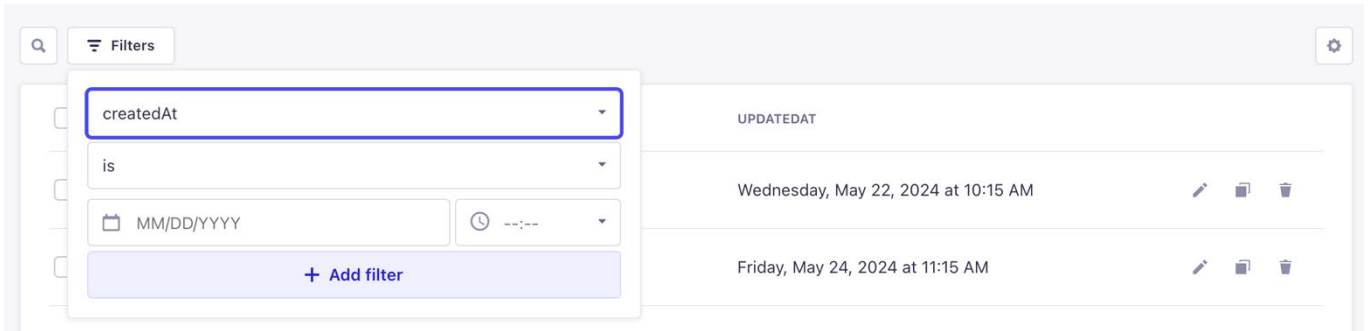 Filters
createdAt
UPDATEDAT
is
Wednesday, May 22, 2024 at 10:15 AM
MM/DD/YYYY
--:--
+ Add filter
Friday, May 24, 2024 at 11:15 AM